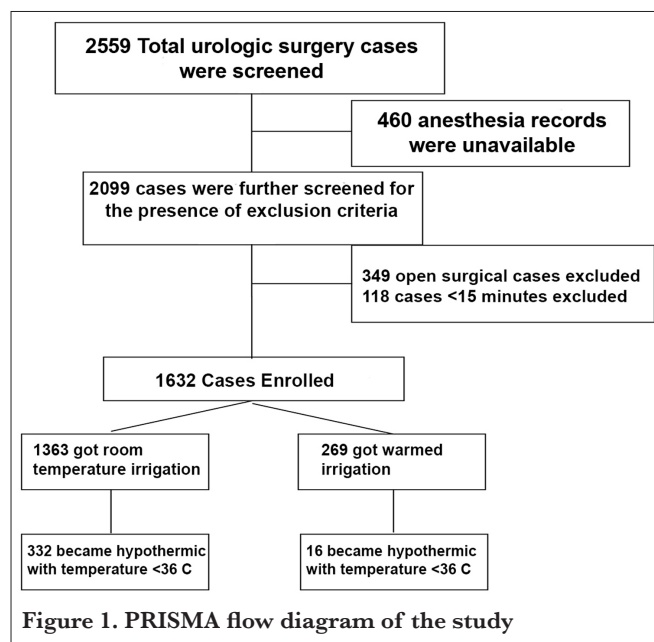 2559 Total urologic surgery cases
were screened
460 anesthesia records
were unavailable
2099 cases were further screened for
the presence of exclusion criteria
349 open surgical cases excluded
118 cases <15 minutes excluded
1632 Cases Enrolled
1363 got room
temperature irrigation
269 got warmed
irrigation
332 became hypothermic
with temperature <36 C
16 became hypothermic
with temperature <36 C
Figure 1. PRISMA flow diagram of the study